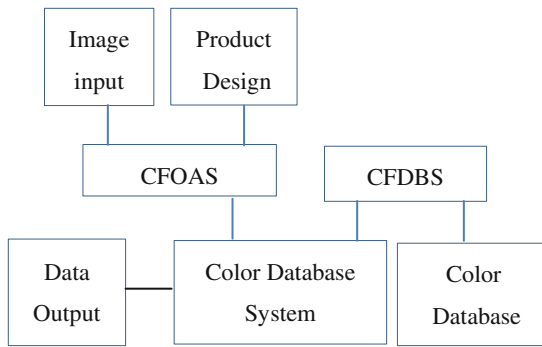 Image
input
Product
Design
CFOAS
CFDBS
Data
Output
Color Database
System
Color
Database